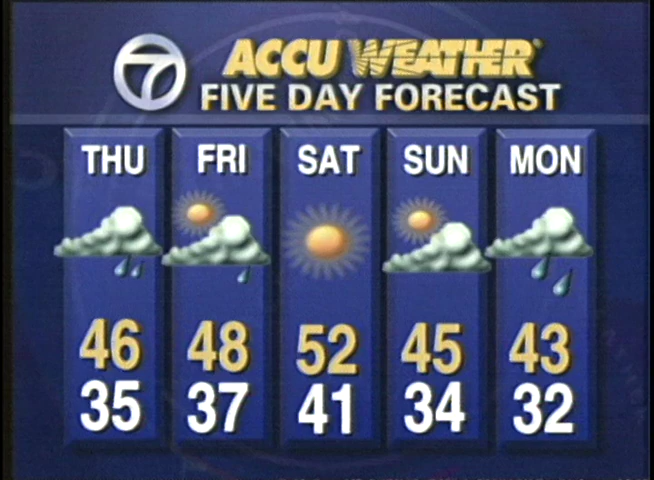 7 ACCU WEATHER
FIVE DAY FORECAST
THU FRI SAT SUN MON
46 48 52 45 43
35 37 41 34 32